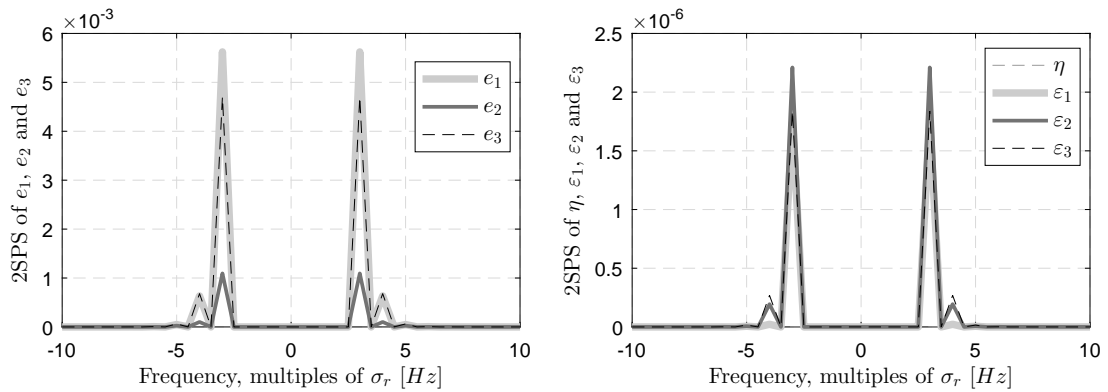 ×10⁻³
6
5
4
3
2
1
0
-10 -5 0 5 10
2SPS of e₁, e₂ and e₃
Frequency, multiples of σᵣ [Hz]
e₁
e₂
e₃
×10⁻⁶
2.5
2
1.5
1
0.5
0
-10 -5 0 5 10
2SPS of η, ε₁, ε₂ and ε₃
Frequency, multiples of σᵣ [Hz]
η
ε₁
ε₂
ε₃